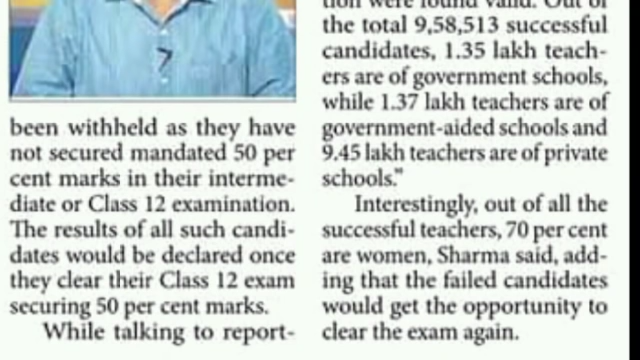 been withheld as they have
not secured mandated 50 per
cent marks in their interme-
diate or Class 12 examination.
The results of all such candi-
dates would be declared once
they clear their Class 12 exam
securing 50 per cent marks.
While talking to report-
tion were found valid. Out of
the total 9,58,513 successful
candidates, 1.35 lakh teach-
ers are of government schools,
while 1.37 lakh teachers are of
government-aided schools and
9.45 lakh teachers are of private
schools."
Interestingly, out of all the
successful teachers, 70 per cent
are women, Sharma said, add-
ing that the failed candidates
would get the opportunity to
clear the exam again.